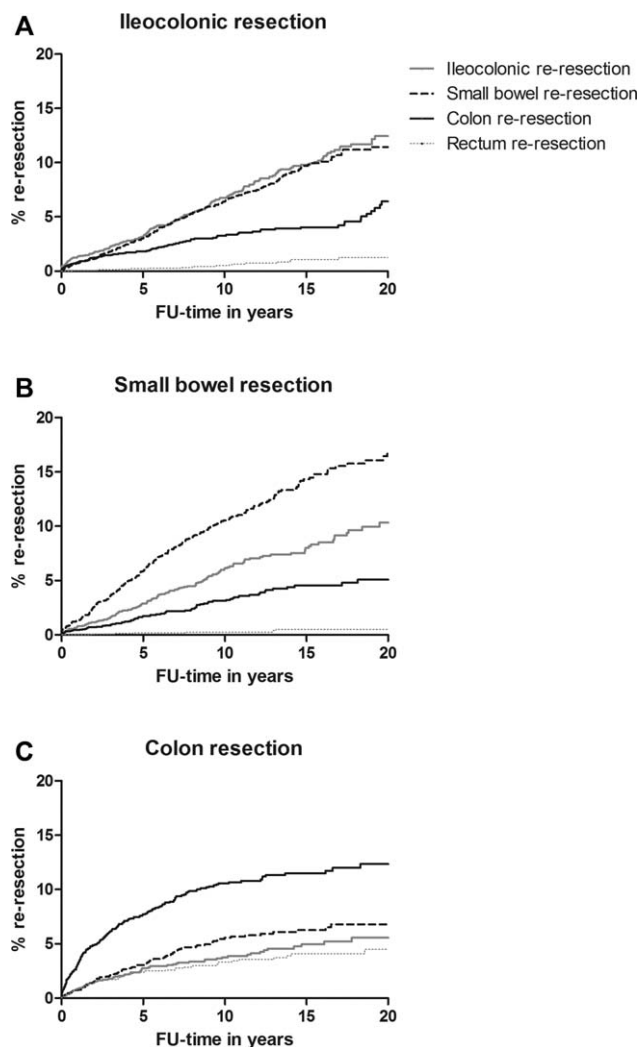 A
Ileocolonic resection
Ileocolonic re-resection
Small bowel re-resection
Colon re-resection
Rectum re-resection
% re-resection
20
15
10
5
0
0 5 10 15 20
FU-time in years
B
Small bowel resection
% re-resection
20
15
10
5
0
0 5 10 15 20
FU-time in years
C
Colon resection
% re-resection
20
15
10
5
0
0 5 10 15 20
FU-time in years